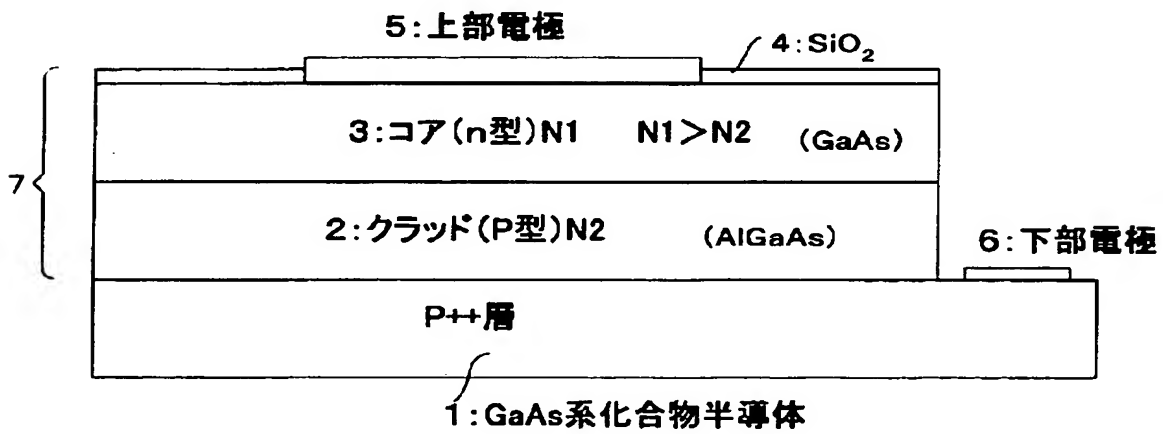 5:上部電極
4:SiO₂
3:コア(n型)N1 N1>N2 (GaAs)
7
2:クラッド(P型)N2 (AlGaAs)
6:下部電極
P++層
1:GaAs系化合物半導体